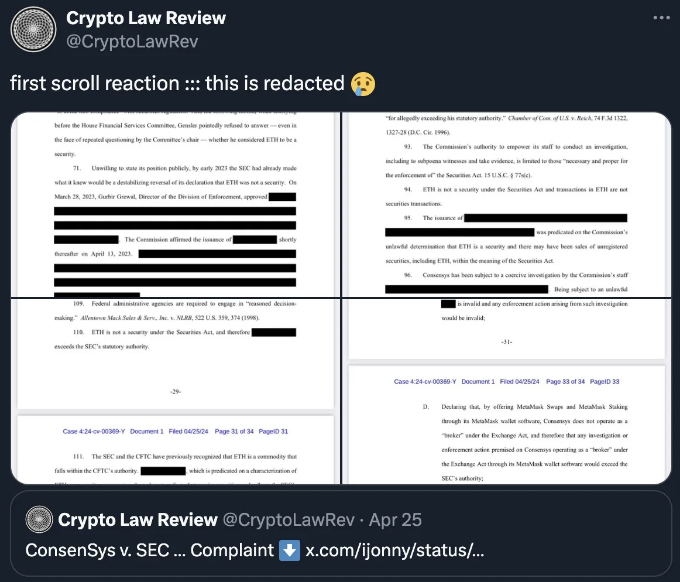 Crypto Law Review
@CryptoLawRev
first scroll reaction ::: this is redacted 😢
before the House Financial Services Committee, Gensler pointedly refused to answer — even in
the face of repeated questioning by the Committee's chair — whether he considered ETH to be a
security.
71. Unwilling to state its position publicly, by early 2023 the SEC had already made
what it knew would be a destabilizing reversal of its declaration that ETH was not a security. On
March 28, 2023, Gurbir Grewal, Director of the Division of Enforcement, approved
. The Commission affirmed the issuance of shortly
thereafter on April 13, 2023.
109. Federal administrative agencies are required to engage in "reasoned decision-
making." Allentown Mack Sales & Serv., Inc. v. NLRB, 522 U.S. 359, 374 (1998).
110. ETH is not a security under the Securities Act, and therefore
exceeds the SEC's statutory authority.
-29-
Case 4:24-cv-00369-Y Document 1 Filed 04/25/24 Page 31 of 34 PageID 31
111. The SEC and the CFTC have previously recognized that ETH is a commodity that
falls within the CFTC's authority. , which is predicated on a characterization of
"for allegedly exceeding his statutory authority." Chamber of Com. of U.S. v. Reich, 74 F.3d 1322,
1327-28 (D.C. Cir. 1996).
93. The Commission's authority to empower its staff to conduct an investigation,
including to subpoena witnesses and take evidence, is limited to those "necessary and proper for
the enforcement of" the Securities Act. 15 U.S.C. § 77s(c).
94. ETH is not a security under the Securities Act and transactions in ETH are not
securities transactions.
95. The issuance of
was predicated on the Commission's
unlawful determination that ETH is a security and there may have been sales of unregistered
securities, including ETH, within the meaning of the Securities Act.
96. Consensys has been subject to a coercive investigation by the Commission's staff
Being subject to an unlawful
is invalid and any enforcement action arising from such investigation
would be invalid;
-31-
Case 4:24-cv-00369-Y Document 1 Filed 04/25/24 Page 33 of 34 PageID 33
D. Declaring that, by offering MetaMask Swaps and MetaMask Staking
through its MetaMask wallet software, Consensys does not operate as a
"broker" under the Exchange Act, and therefore that any investigation or
enforcement action premised on Consensys operating as a "broker" under
the Exchange Act through its MetaMask wallet software would exceed the
SEC's authority;
Crypto Law Review @CryptoLawRev · Apr 25
ConsenSys v. SEC ... Complaint ⬇️ x.com/ijonny/status/...